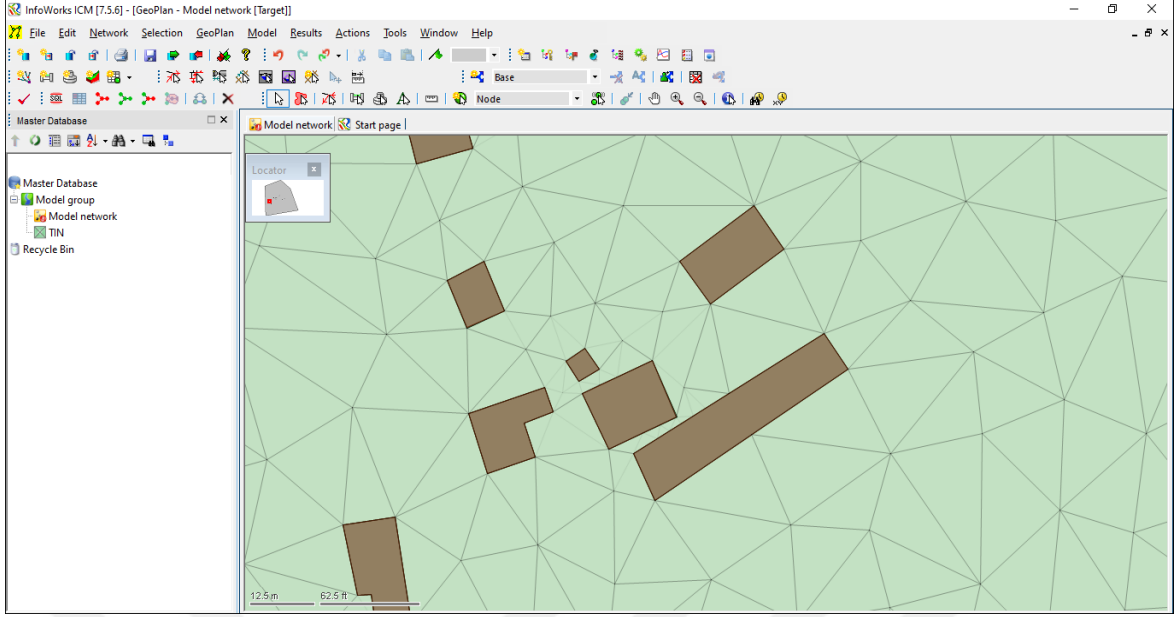 InfoWorks ICM [7.5.6] - [GeoPlan - Model network [Target]]
File Edit Network Selection GeoPlan Model Results Actions Tools Window Help
Base
SQL Node
Master Database
Model network Start page
Locator
Master Database
Model group
Model network
TIN
Recycle Bin
12.5 m 62.5 ft